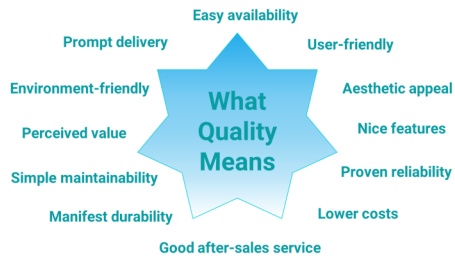 Easy availability
Prompt delivery
User-friendly
Environment-friendly
Aesthetic appeal
What
Quality
Means
Perceived value
Nice features
Simple maintainability
Proven reliability
Manifest durability
Lower costs
Good after-sales service